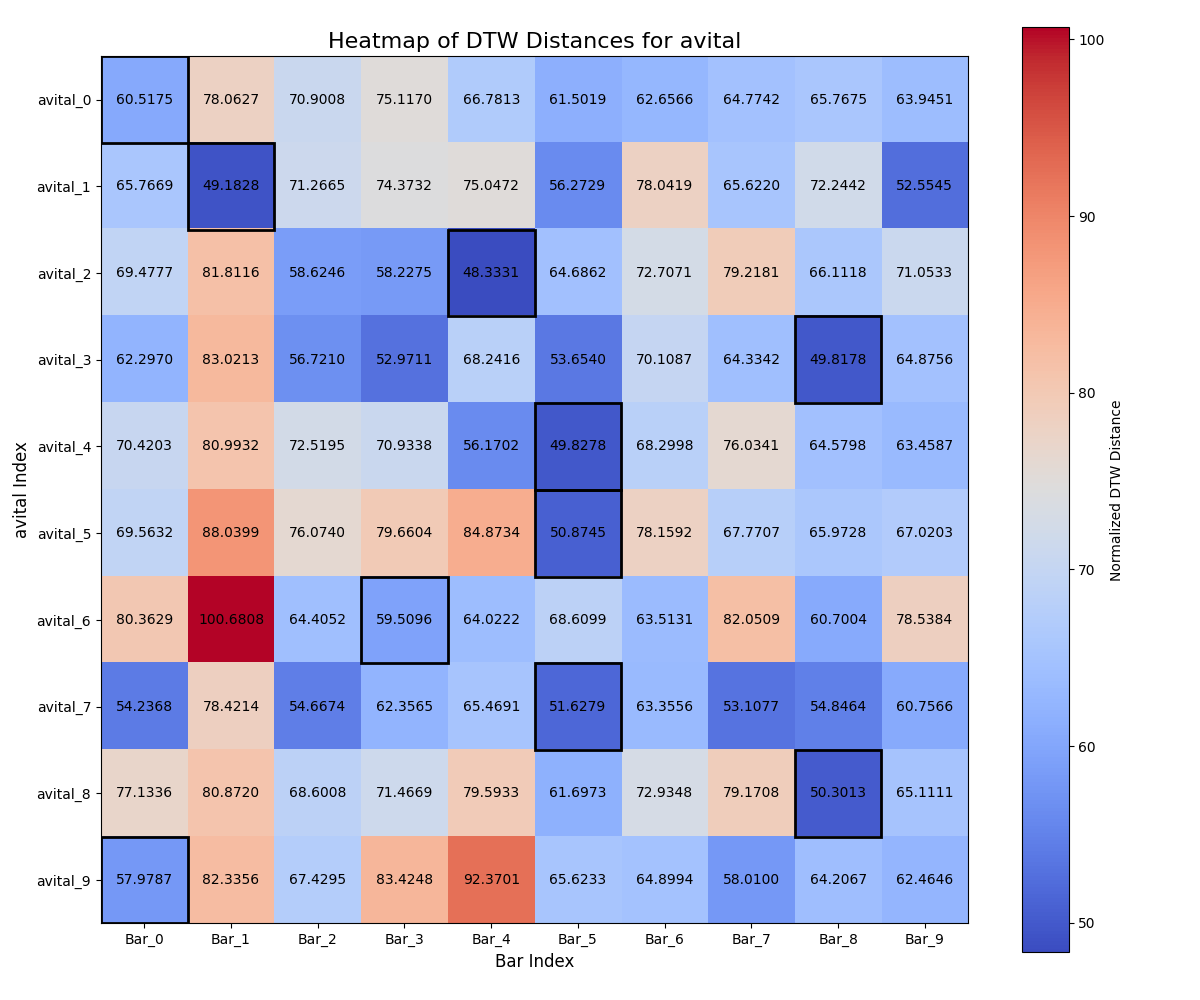 Heatmap of DTW Distances for avital
avital_0 60.5175 78.0627 70.9008 75.1170 66.7813 61.5019 62.6566 64.7742 65.7675 63.9451
avital_1 65.7669 49.1828 71.2665 74.3732 75.0472 56.2729 78.0419 65.6220 72.2442 52.5545
avital_2 69.4777 81.8116 58.6246 58.2275 48.3331 64.6862 72.7071 79.2181 66.1118 71.0533
avital_3 62.2970 83.0213 56.7210 52.9711 68.2416 53.6540 70.1087 64.3342 49.8178 64.8756
avital_4 70.4203 80.9932 72.5195 70.9338 56.1702 49.8278 68.2998 76.0341 64.5798 63.4587
avital_5 69.5632 88.0399 76.0740 79.6604 84.8734 50.8745 78.1592 67.7707 65.9728 67.0203
avital_6 80.3629 100.6808 64.4052 59.5096 64.0222 68.6099 63.5131 82.0509 60.7004 78.5384
avital_7 54.2368 78.4214 54.6674 62.3565 65.4691 51.6279 63.3556 53.1077 54.8464 60.7566
avital_8 77.1336 80.8720 68.6008 71.4669 79.5933 61.6973 72.9348 79.1708 50.3013 65.1111
avital_9 57.9787 82.3356 67.4295 83.4248 92.3701 65.6233 64.8994 58.0100 64.2067 62.4646
Bar_0 Bar_1 Bar_2 Bar_3 Bar_4 Bar_5 Bar_6 Bar_7 Bar_8 Bar_9
Bar Index
avital Index
100
90
80
70
60
50
Normalized DTW Distance